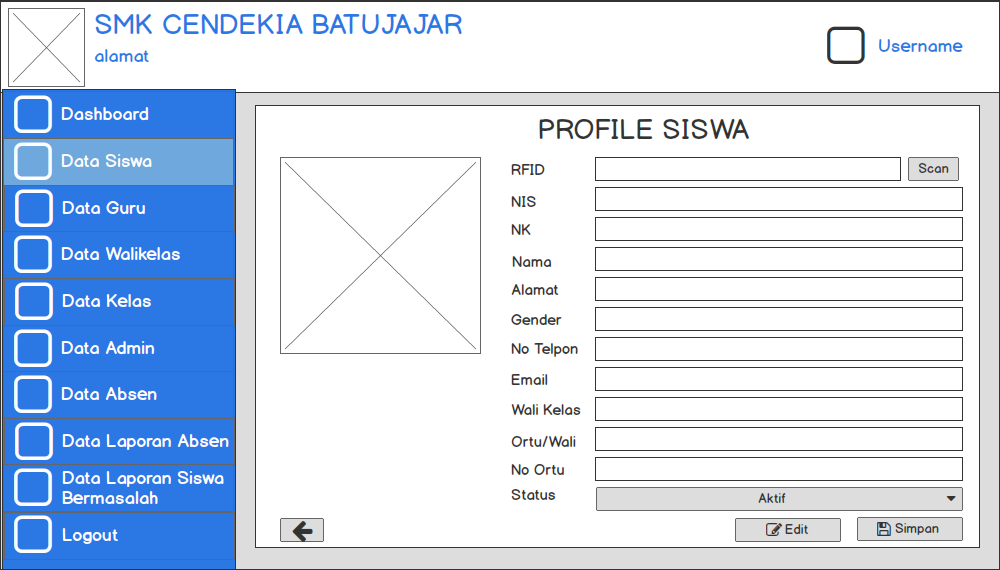 SMK CENDEKIA BATUJAJAR
alamat
Username
Dashboard
Data Siswa
Data Guru
Data Walikelas
Data Kelas
Data Admin
Data Absen
Data Laporan Absen
Data Laporan Siswa
Bermasalah
Logout
PROFILE SISWA
RFID
Scan
NIS
NK
Nama
Alamat
Gender
No Telpon
Email
Wali Kelas
Ortu/Wali
No Ortu
Status
Aktif
Edit
Simpan